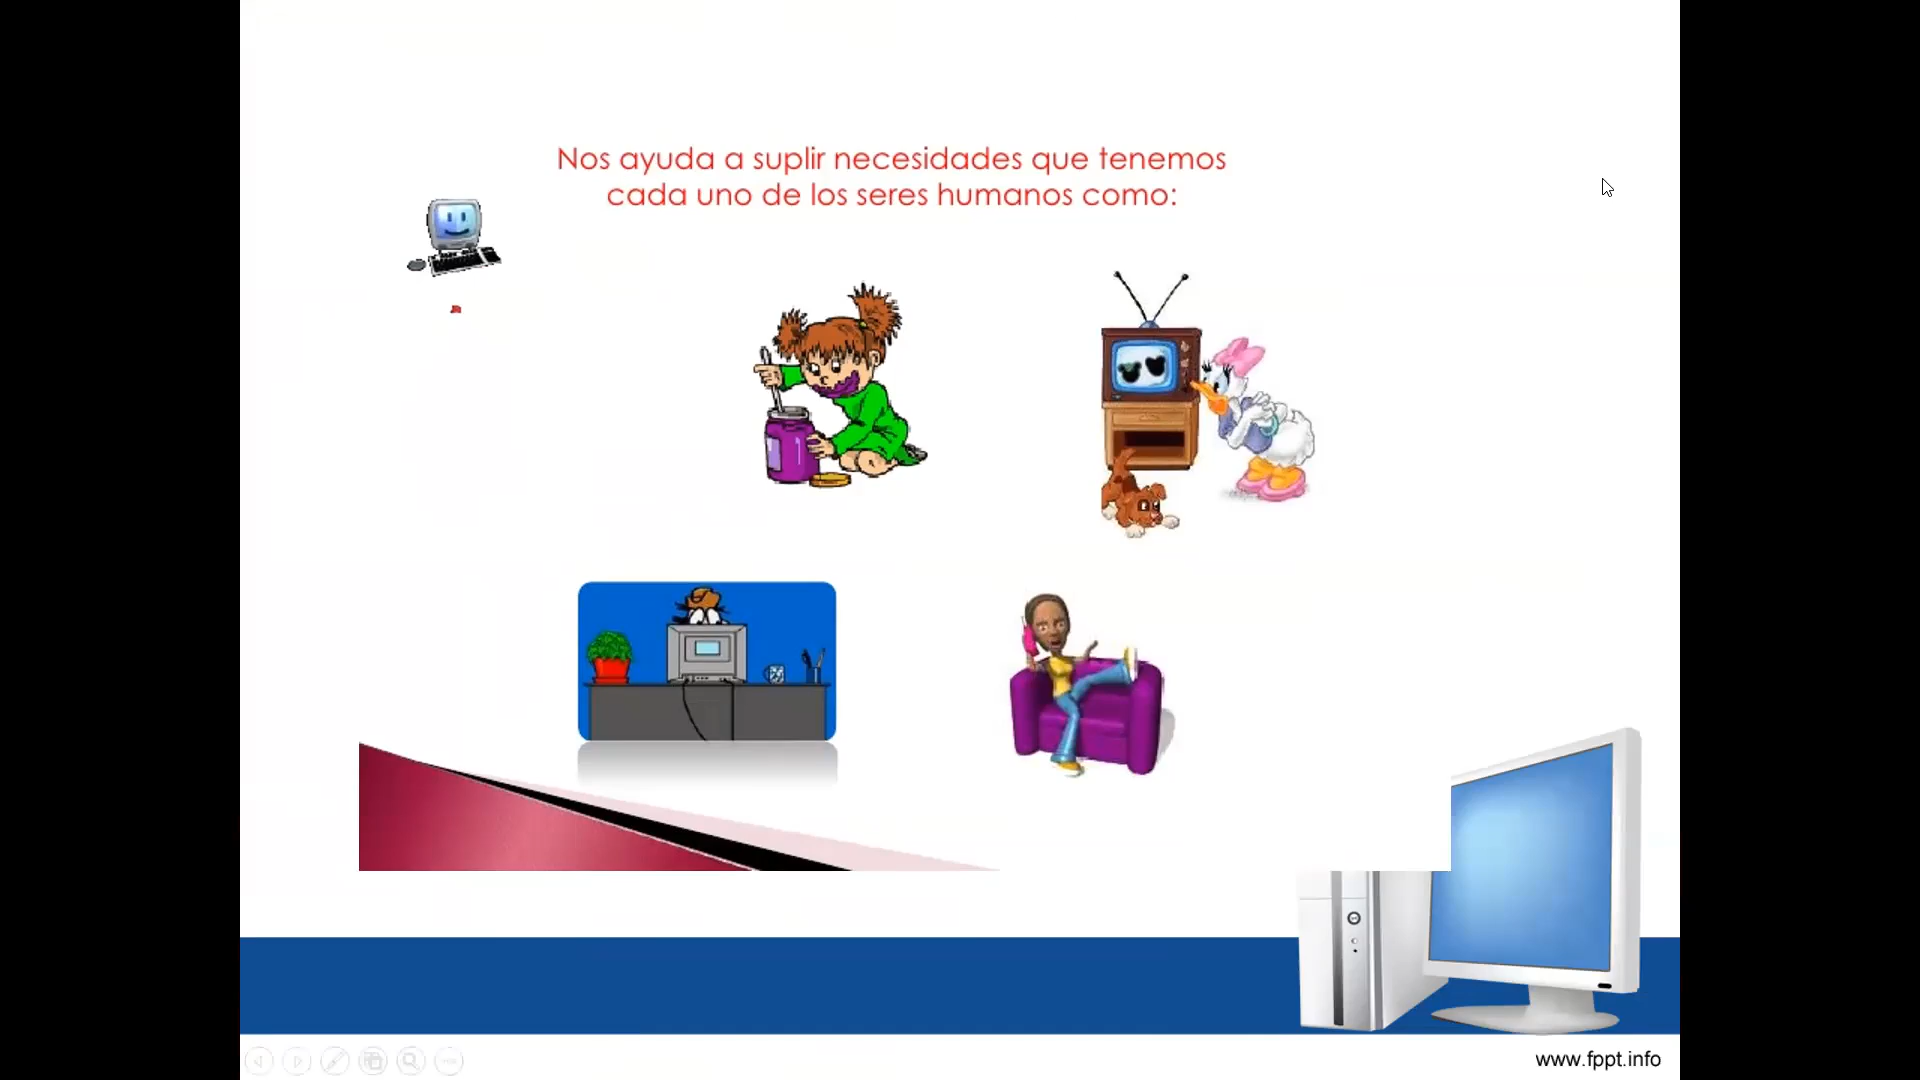 Nos ayuda a suplir necesidades que tenemos
cada uno de los seres humanos como:
www.fppt.info